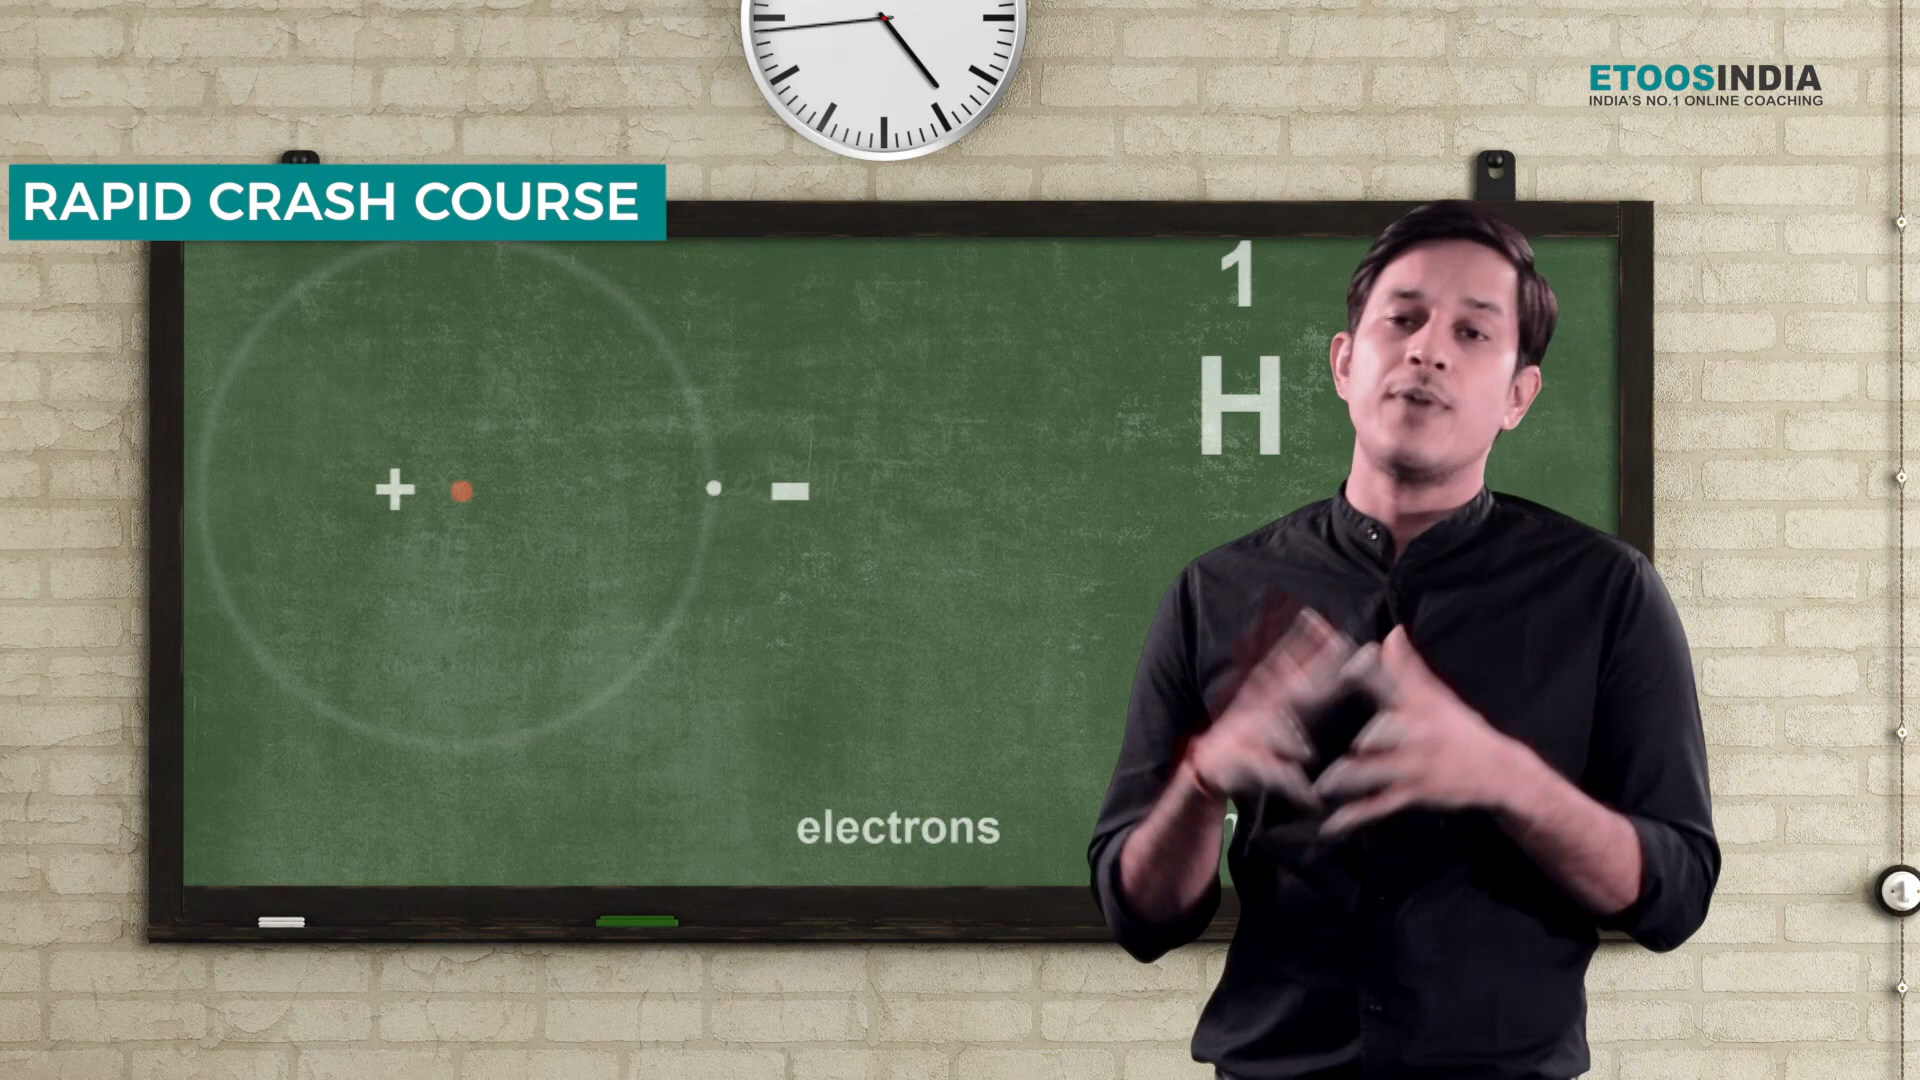 ETOOSINDIA
INDIA'S NO.1 ONLINE COACHING
RAPID CRASH COURSE
1
H
+ -
electrons